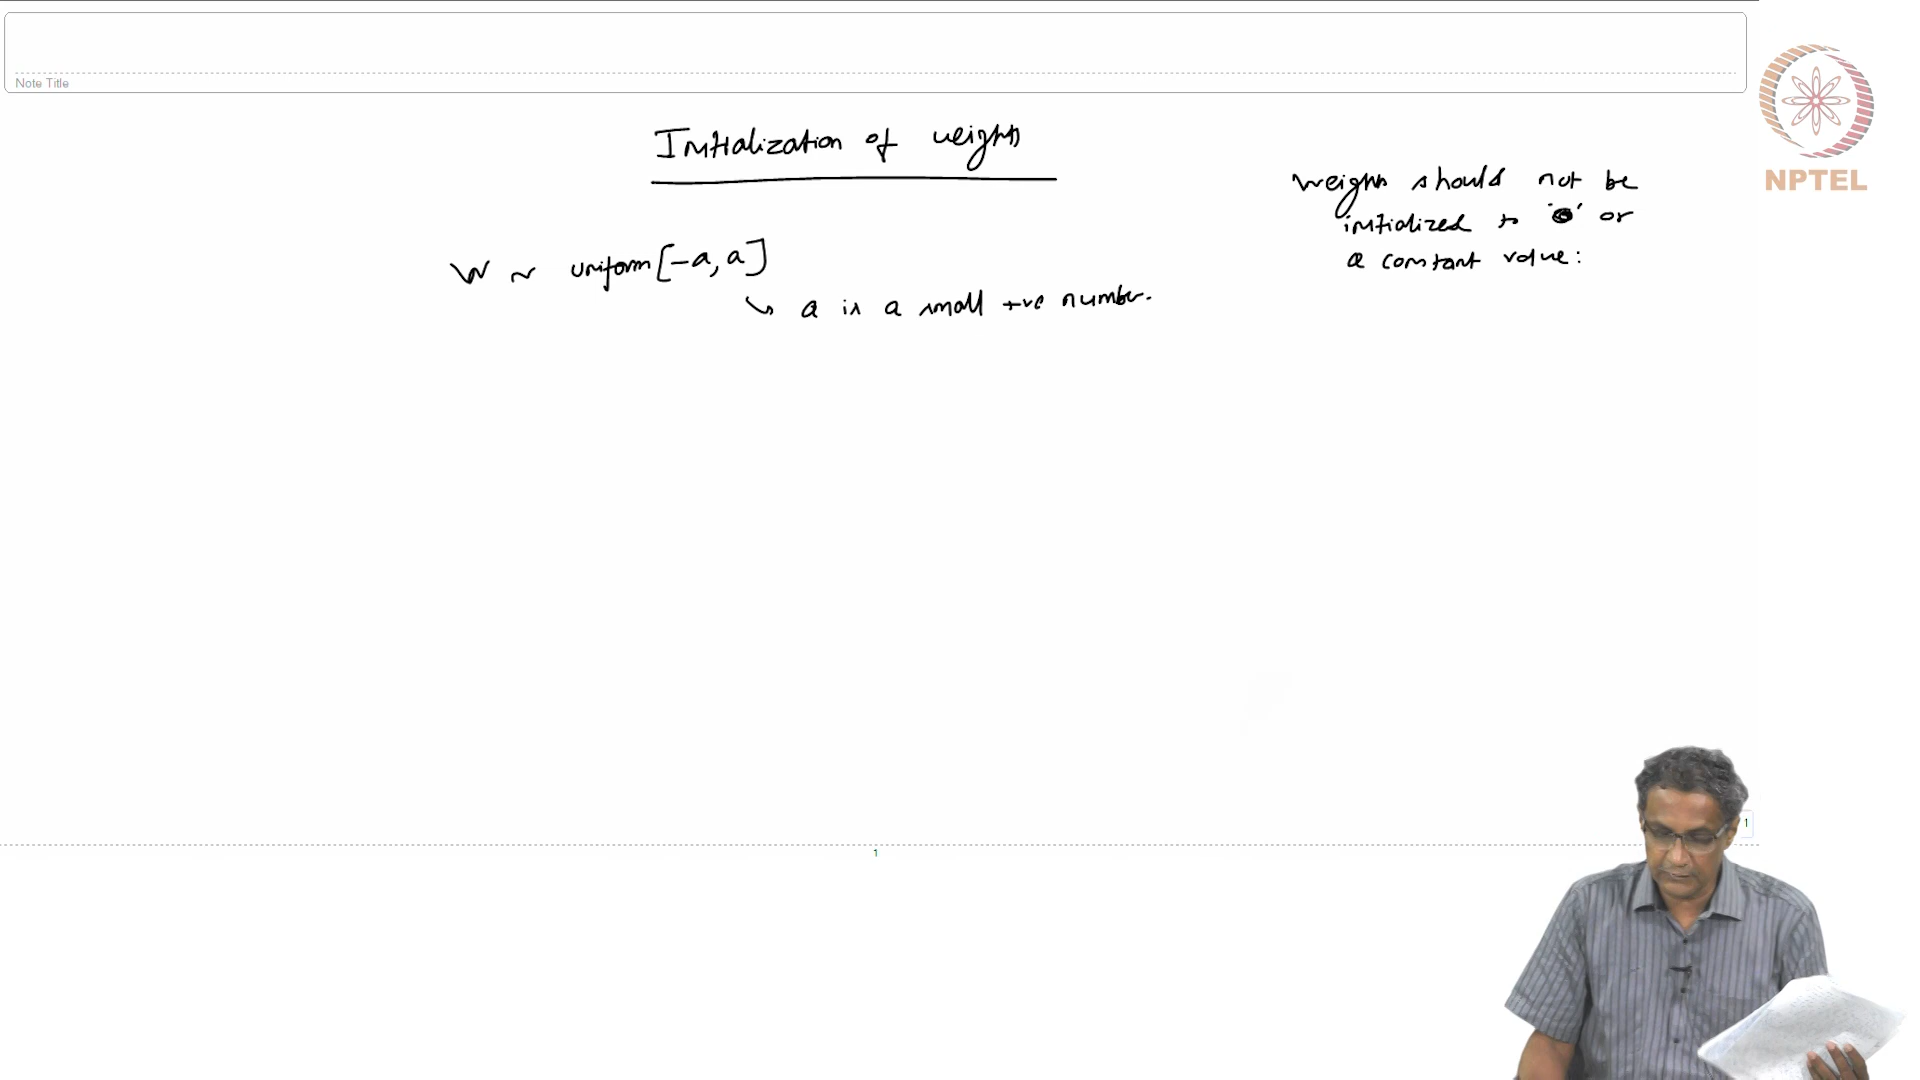 Note Title
Initialization of weights
weights should not be
initialized to '0' or
a constant value:
W ~ uniform[-a, a]
↳ a is a small +ve number.
NPTEL
1
1